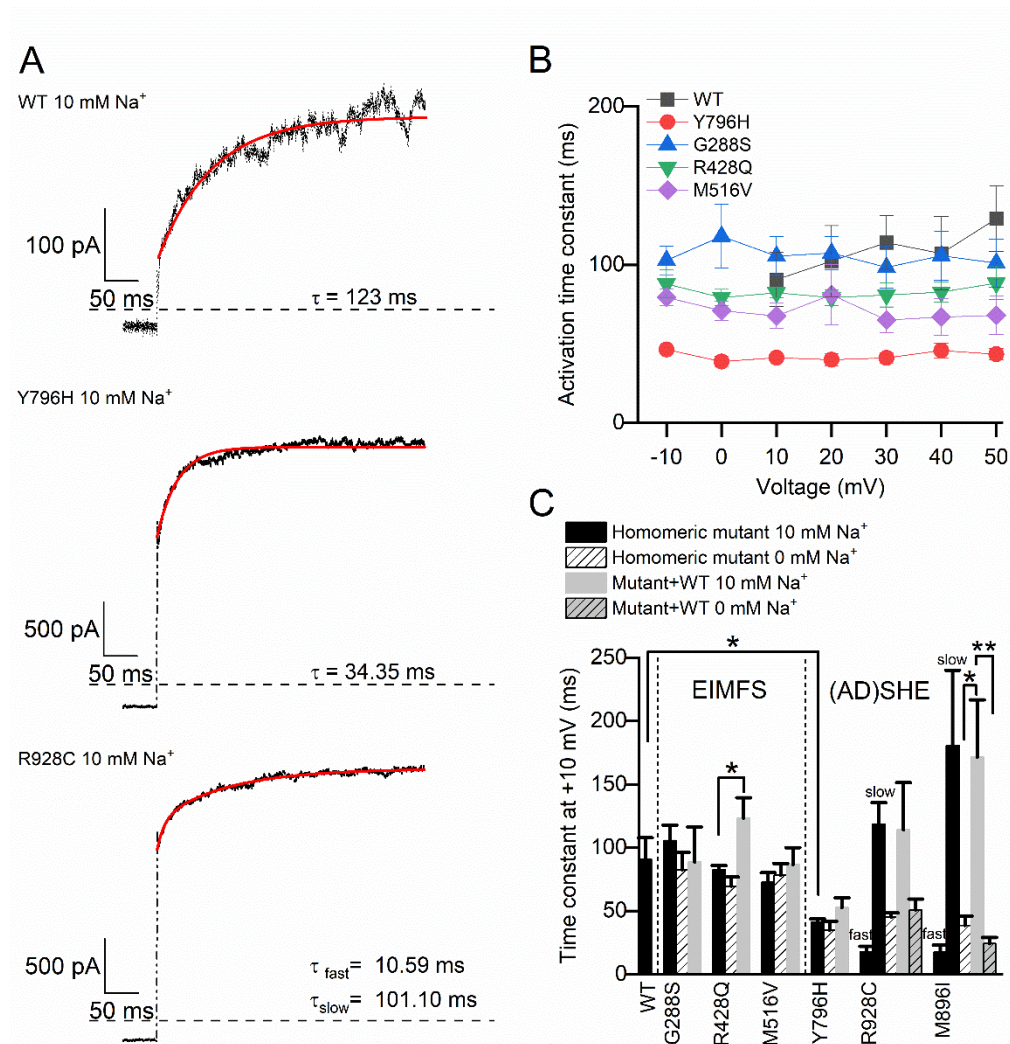 A
WT 10 mM Na⁺
100 pA
50 ms
τ = 123 ms
Y796H 10 mM Na⁺
500 pA
50 ms
τ = 34.35 ms
R928C 10 mM Na⁺
500 pA
50 ms
τ fast= 10.59 ms
τslow= 101.10 ms
B
WT
Y796H
G288S
R428Q
M516V
Activation time constant (ms)
200
100
0
-10 0 10 20 30 40 50
Voltage (mV)
C
Homomeric mutant 10 mM Na⁺
Homomeric mutant 0 mM Na⁺
Mutant+WT 10 mM Na⁺
Mutant+WT 0 mM Na⁺
Time constant at +10 mV (ms)
250
200
150
100
50
0
EIMFS
(AD)SHE
*
*
*
**
slow
slow
fast
fast
WT
G288S
R428Q
M516V
Y796H
R928C
M896I